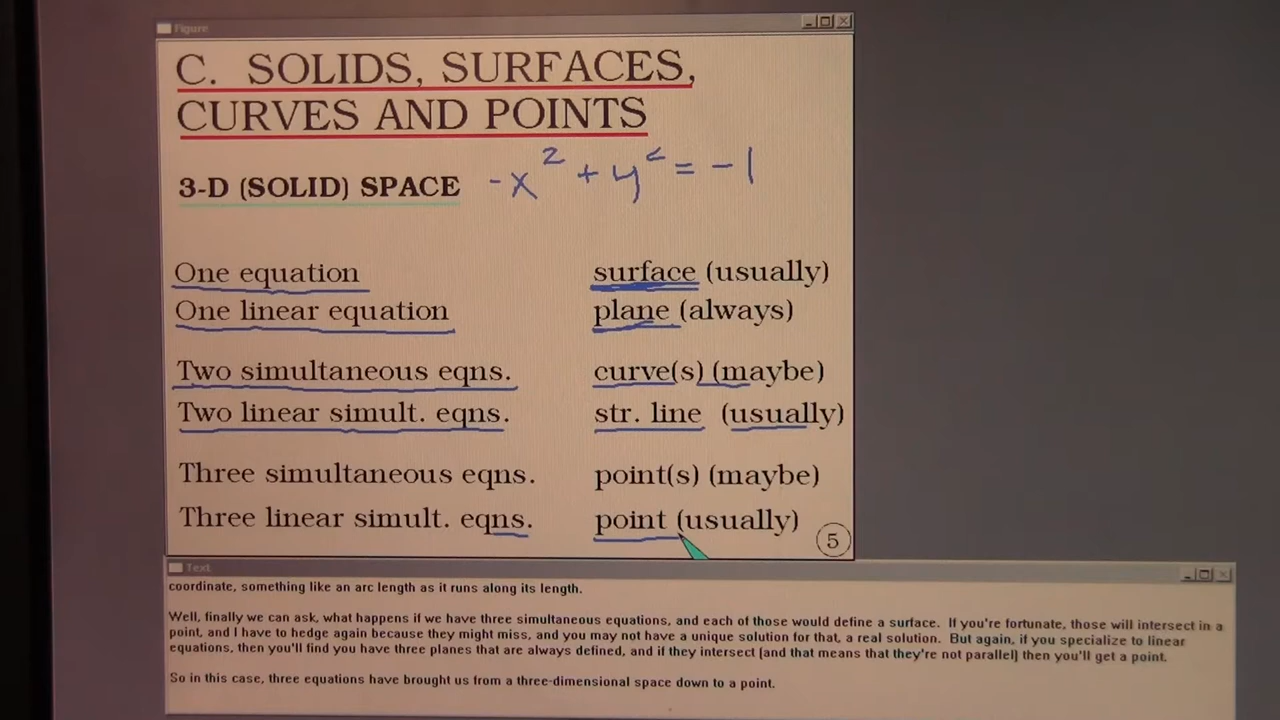 Figure
C. SOLIDS, SURFACES,
CURVES AND POINTS
3-D (SOLID) SPACE -x² + y² = -1
One equation surface (usually)
One linear equation plane (always)
Two simultaneous eqns. curve(s) (maybe)
Two linear simult. eqns. str. line (usually)
Three simultaneous eqns. point(s) (maybe)
Three linear simult. eqns. point (usually)
5
Text
coordinate, something like an arc length as it runs along its length.
Well, finally we can ask, what happens if we have three simultaneous equations, and each of those would define a surface. If you're fortunate, those will intersect in a
point, and I have to hedge again because they might miss, and you may not have a unique solution for that, a real solution. But again, if you specialize to linear
equations, then you'll find you have three planes that are always defined, and if they intersect (and that means that they're not parallel) then you'll get a point.
So in this case, three equations have brought us from a three-dimensional space down to a point.